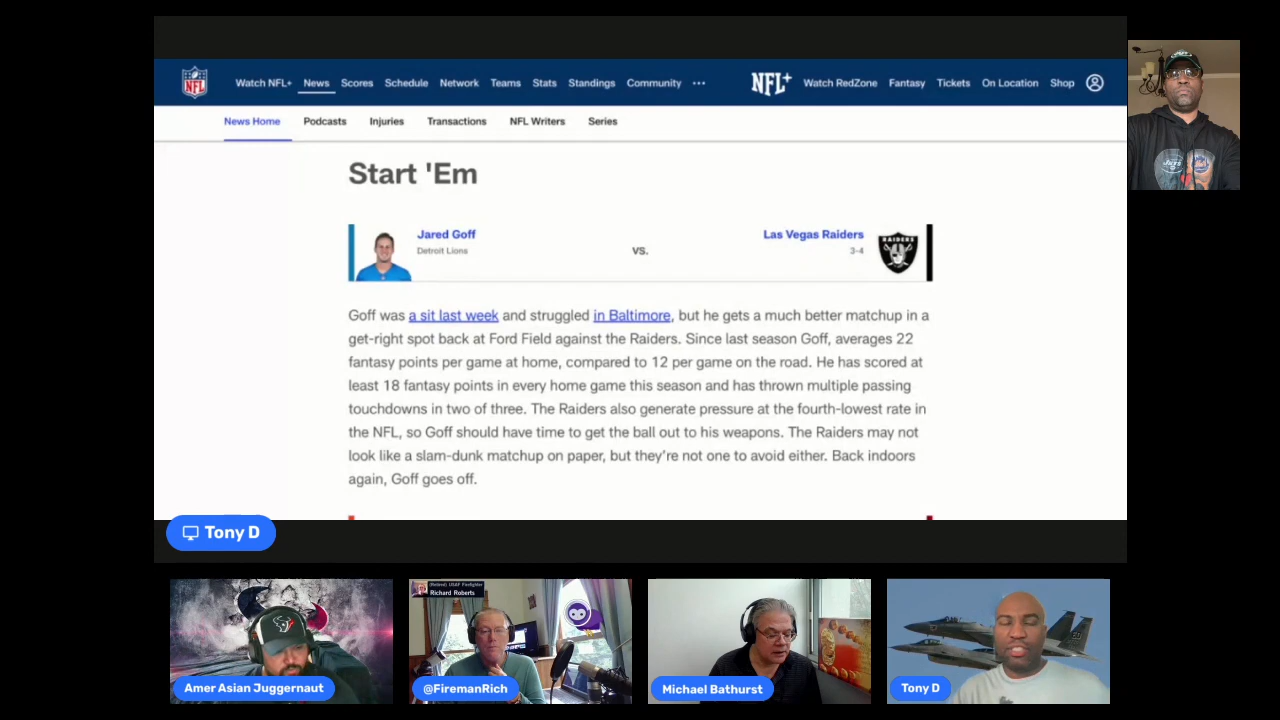 NFL
Watch NFL+ News Scores Schedule Network Teams Stats Standings Community ...
NFL+ Watch RedZone Fantasy Tickets On Location Shop
News Home Podcasts Injuries Transactions NFL Writers Series
Start 'Em
Jared Goff
Detroit Lions
VS.
Las Vegas Raiders
3-4
RAIDERS
Goff was a sit last week and struggled in Baltimore, but he gets a much better matchup in a
get-right spot back at Ford Field against the Raiders. Since last season Goff, averages 22
fantasy points per game at home, compared to 12 per game on the road. He has scored at
least 18 fantasy points in every home game this season and has thrown multiple passing
touchdowns in two of three. The Raiders also generate pressure at the fourth-lowest rate in
the NFL, so Goff should have time to get the ball out to his weapons. The Raiders may not
look like a slam-dunk matchup on paper, but they're not one to avoid either. Back indoors
again, Goff goes off.
Tony D
JETS
(Retired) USAF Firefighter
Richard Roberts
Amer Asian Juggernaut
@FiremanRich
Michael Bathurst
Tony D